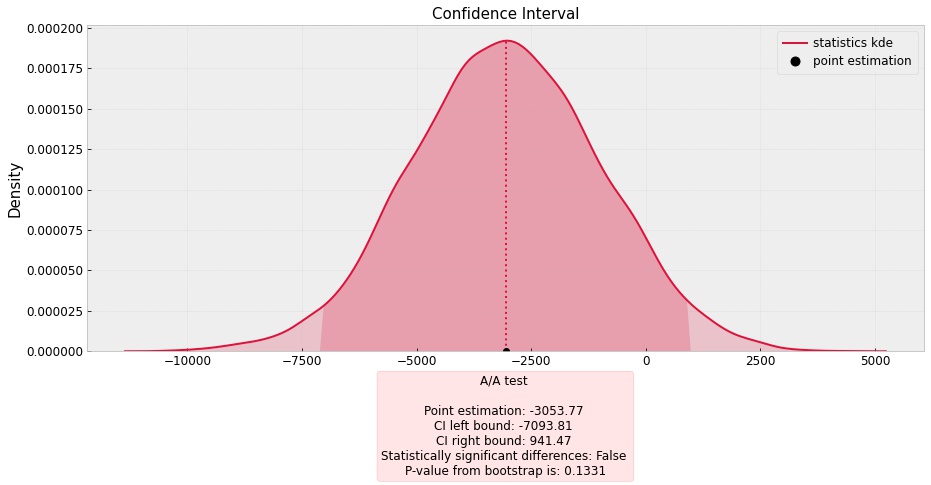 Confidence Interval
statistics kde
point estimation
Density
0.000200
0.000175
0.000150
0.000125
0.000100
0.000075
0.000050
0.000025
0.000000
−10000 −7500 −5000 −2500 0 2500 5000
A/A test
Point estimation: -3053.77
CI left bound: -7093.81
CI right bound: 941.47
Statistically significant differences: False
P-value from bootstrap is: 0.1331